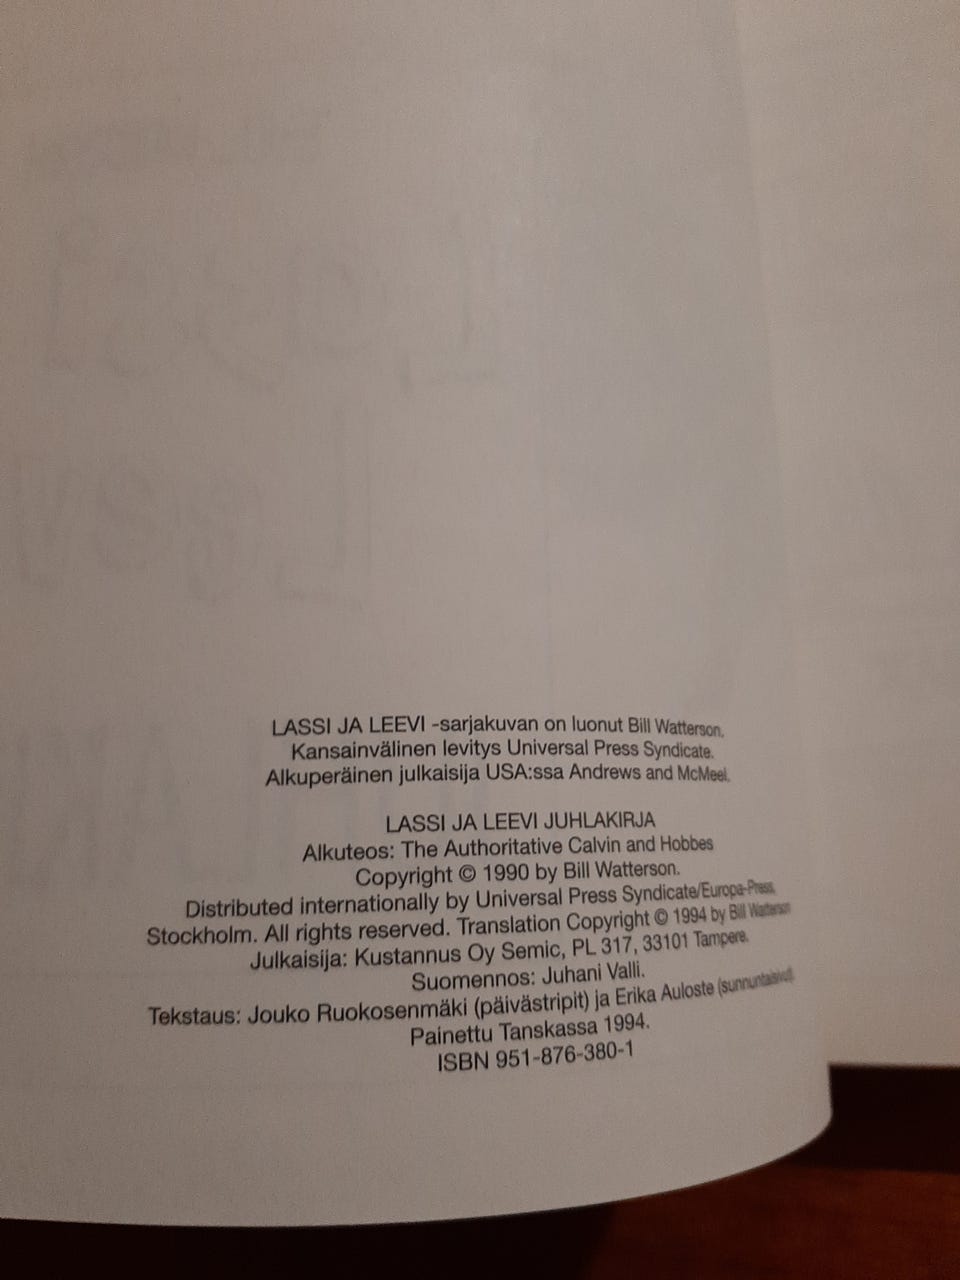 LASSI JA LEEVI -sarjakuvan on luonut Bill Watterson.
Kansainvälinen levitys Universal Press Syndicate.
Alkuperäinen julkaisija USA:ssa Andrews and McMeel.
LASSI JA LEEVI JUHLAKIRJA
Alkuteos: The Authoritative Calvin and Hobbes
Copyright © 1990 by Bill Watterson.
Distributed internationally by Universal Press Syndicate/Europa-Press,
Stockholm. All rights reserved. Translation Copyright © 1994 by Bill Watterson
Julkaisija: Kustannus Oy Semic, PL 317, 33101 Tampere.
Suomennos: Juhani Valli.
Tekstaus: Jouko Ruokosenmäki (päivästripit) ja Erika Auloste (sunnuntaisivut)
Painettu Tanskassa 1994.
ISBN 951-876-380-1